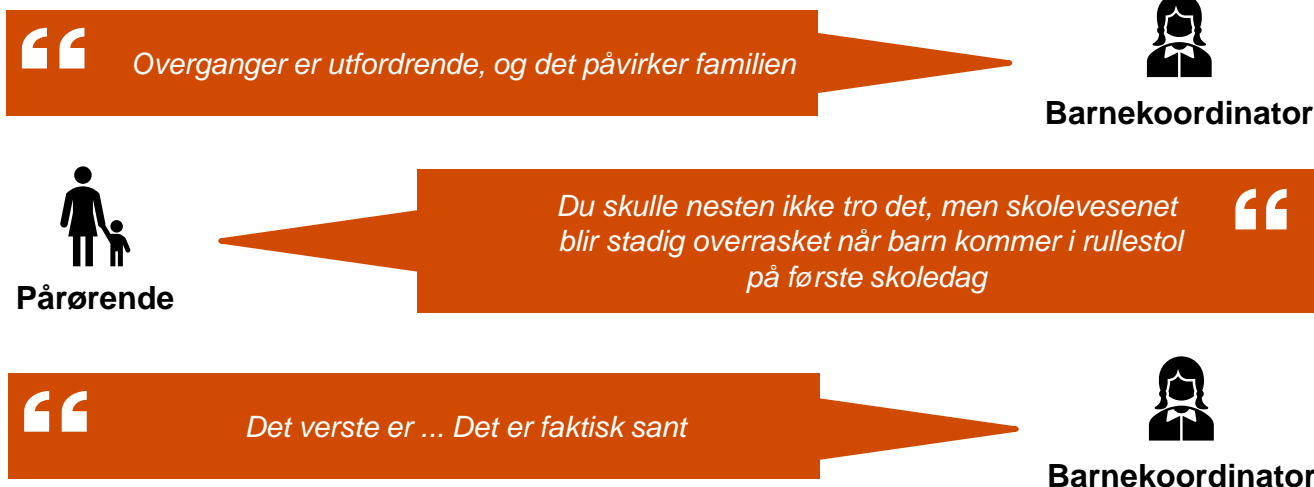 “ Overganger er utfordrende, og det påvirker familien
Barnekoordinator
Du skulle nesten ikke tro det, men skolevesenet “
blir stadig overrasket når barn kommer i rullestol
på første skoledag
Pårørende
“ Det verste er ... Det er faktisk sant
Barnekoordinator